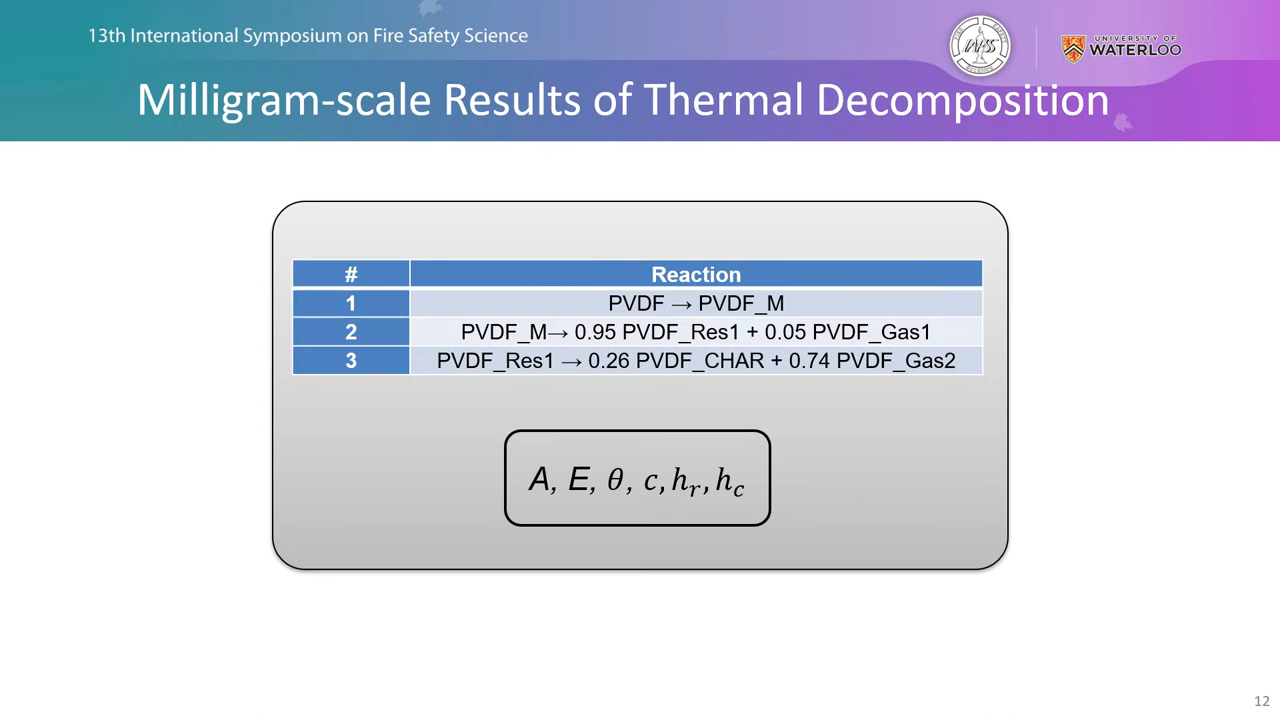 13th International Symposium on Fire Safety Science
UNIVERSITY OF
WATERLOO
Milligram-scale Results of Thermal Decomposition
# Reaction
1 PVDF → PVDF_M
2 PVDF_M→ 0.95 PVDF_Res1 + 0.05 PVDF_Gas1
3 PVDF_Res1 → 0.26 PVDF_CHAR + 0.74 PVDF_Gas2
A, E, θ, c, hᵣ, h_c
12